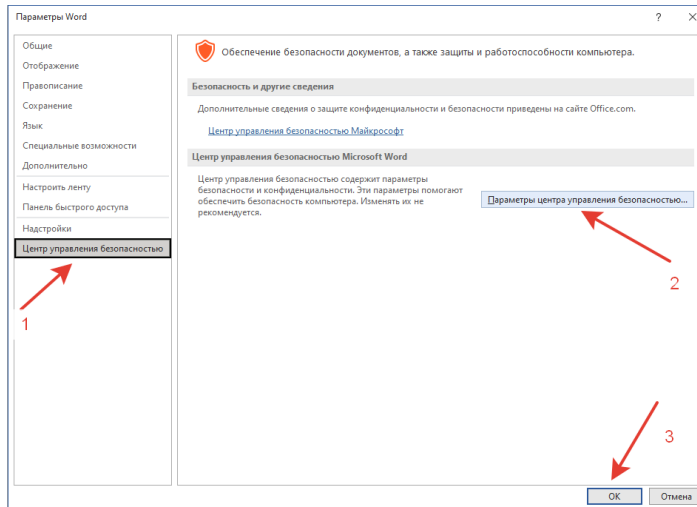 Параметры Word
?
Общие
Отображение
Правописание
Сохранение
Язык
Специальные возможности
Дополнительно
Настроить ленту
Панель быстрого доступа
Надстройки
Центр управления безопасностью
1
Обеспечение безопасности документов, а также защиты и работоспособности компьютера.
Безопасность и другие сведения
Дополнительные сведения о защите конфиденциальности и безопасности приведены на сайте Office.com.
Центр управления безопасностью Майкрософт
Центр управления безопасностью Microsoft Word
Центр управления безопасностью содержит параметры
безопасности и конфиденциальности. Эти параметры помогают
обеспечить безопасность компьютера. Изменять их не
рекомендуется.
Параметры центра управления безопасностью...
2
3
ОК
Отмена